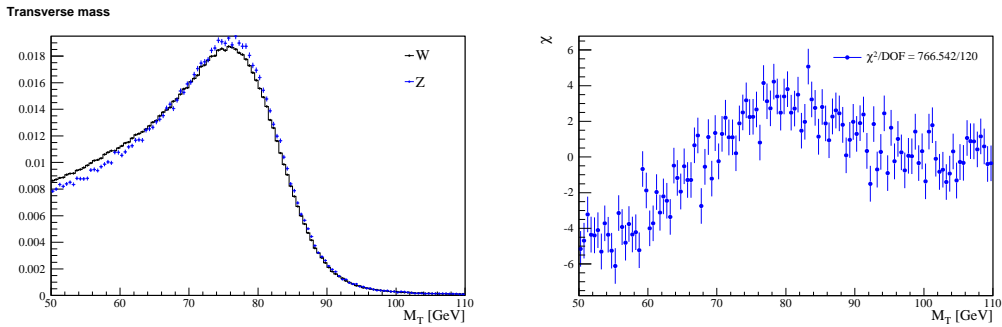 Transverse mass
0.018
0.016
0.014
0.012
0.01
0.008
0.006
0.004
0.002
0
50 60 70 80 90 100 110
M_T [GeV]
W
Z
χ
6
4
2
0
-2
-4
-6
50 60 70 80 90 100 110
M_T [GeV]
χ²/DOF = 766.542/120